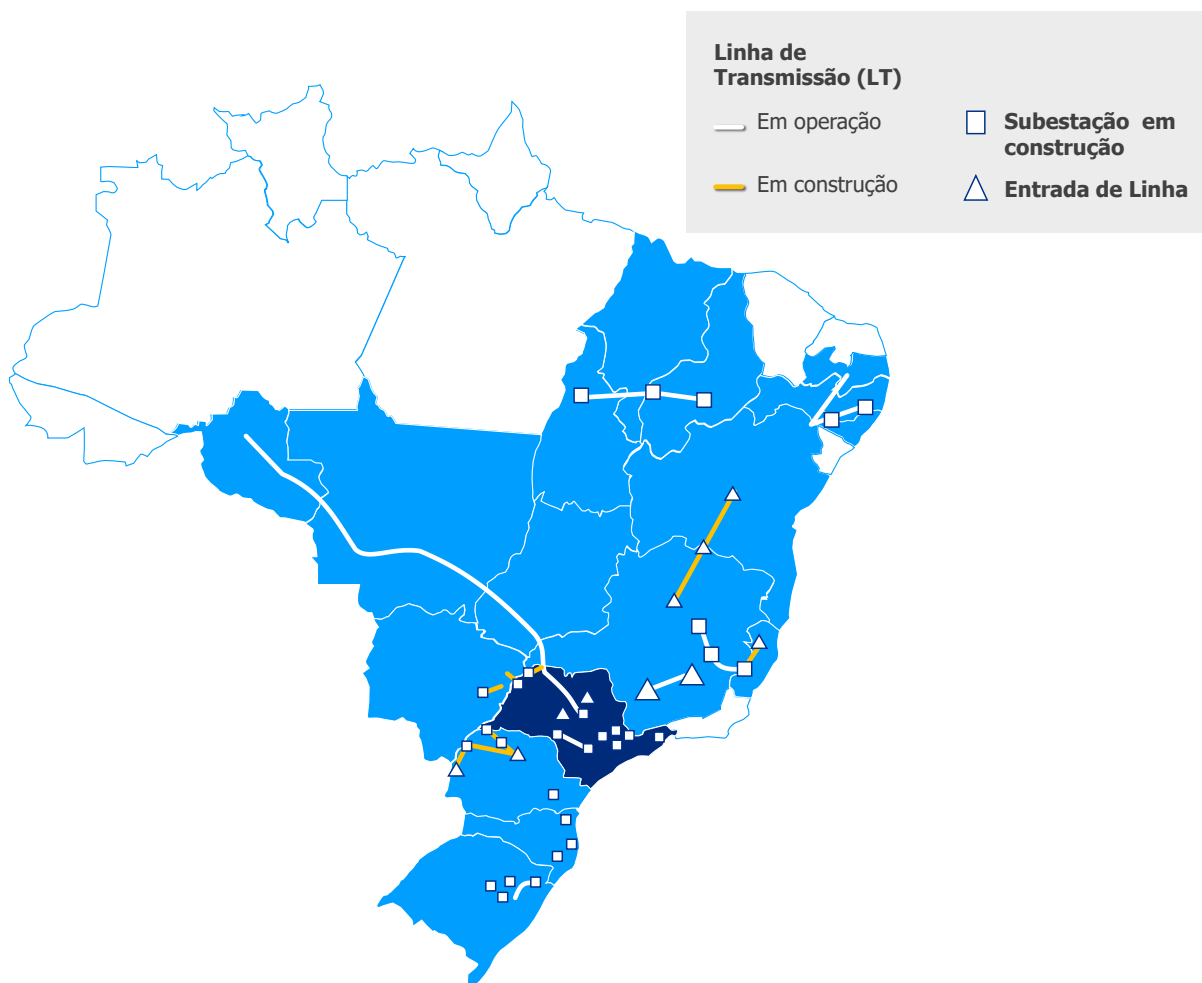 Linha de
Transmissão (LT)
Em operação
Em construção
Subestação em
construção
Entrada de Linha